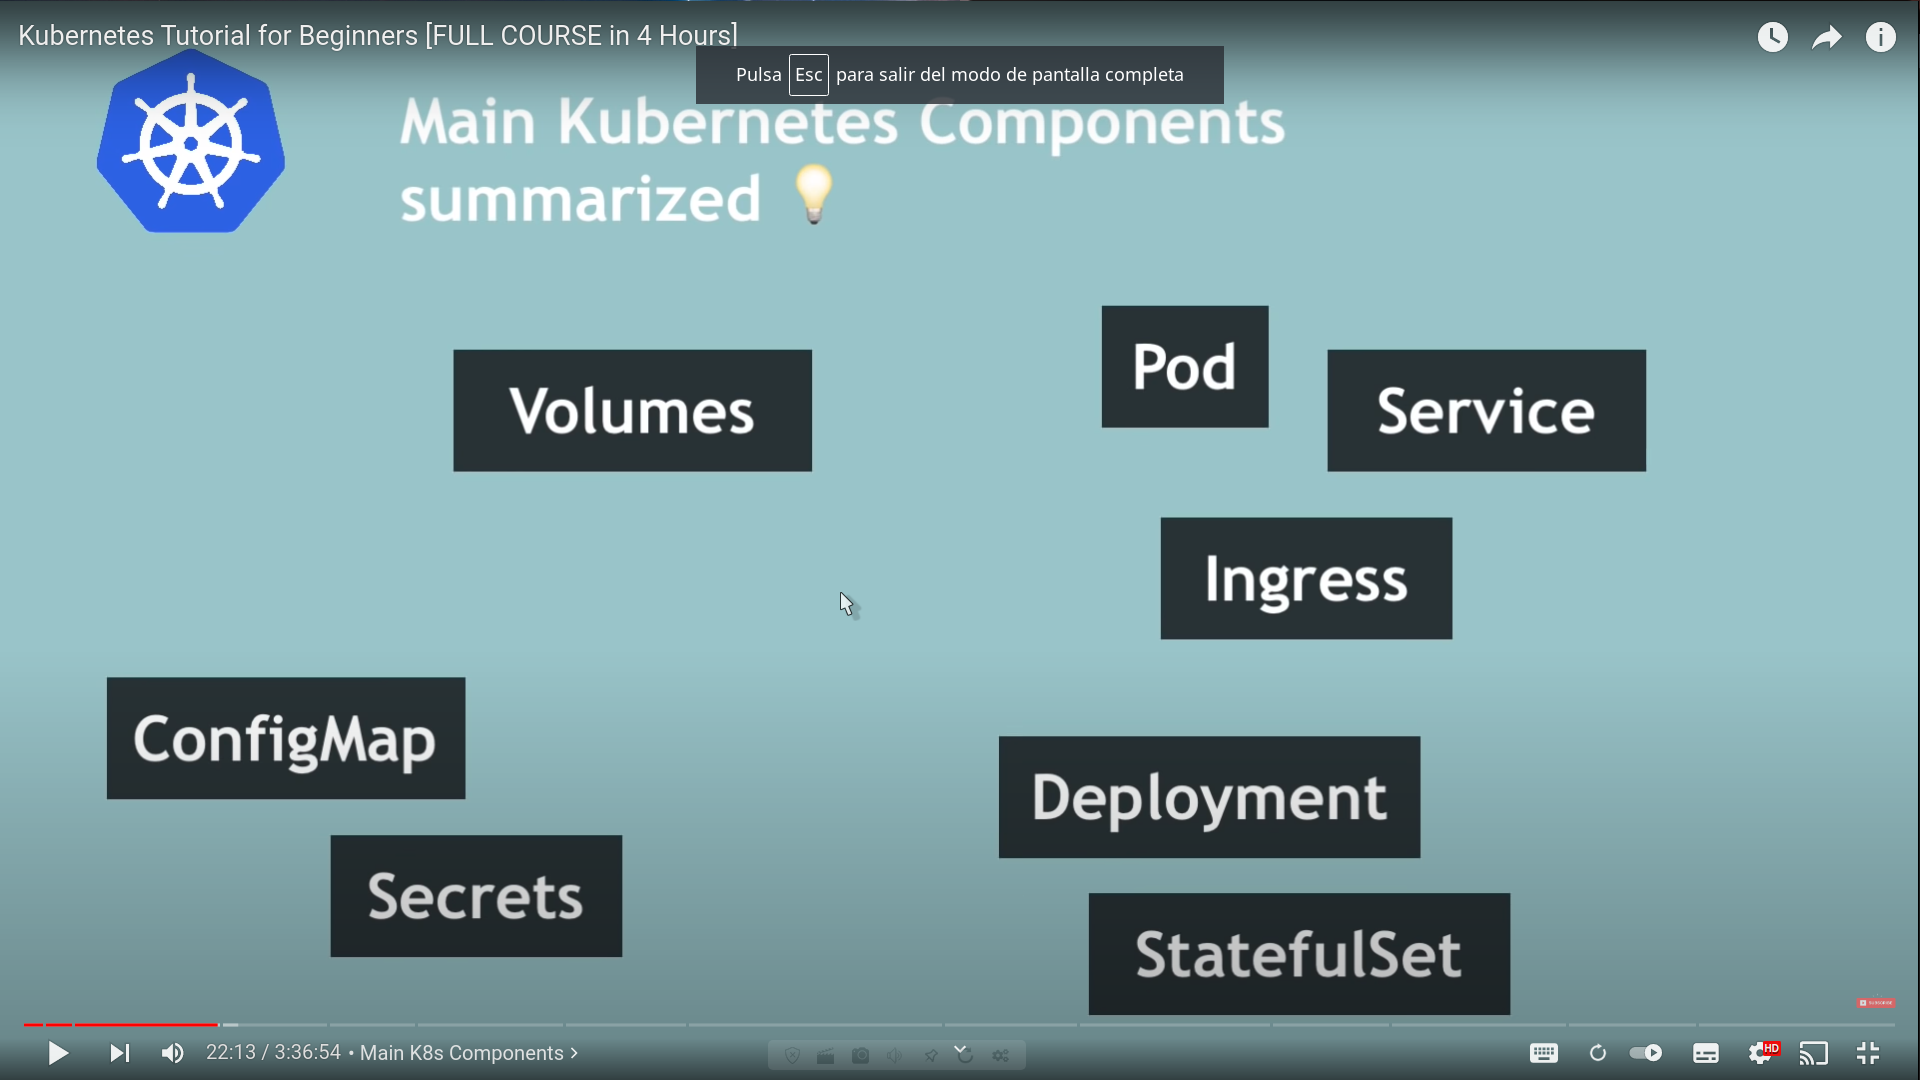 Kubernetes Tutorial for Beginners [FULL COURSE in 4 Hours]
Pulsa Esc para salir del modo de pantalla completa
Main Kubernetes Components
summarized
Pod
Volumes
Service
Ingress
ConfigMap
Deployment
Secrets
StatefulSet
SUBSCRIBE
22:13 / 3:36:54 • Main K8s Components
HD